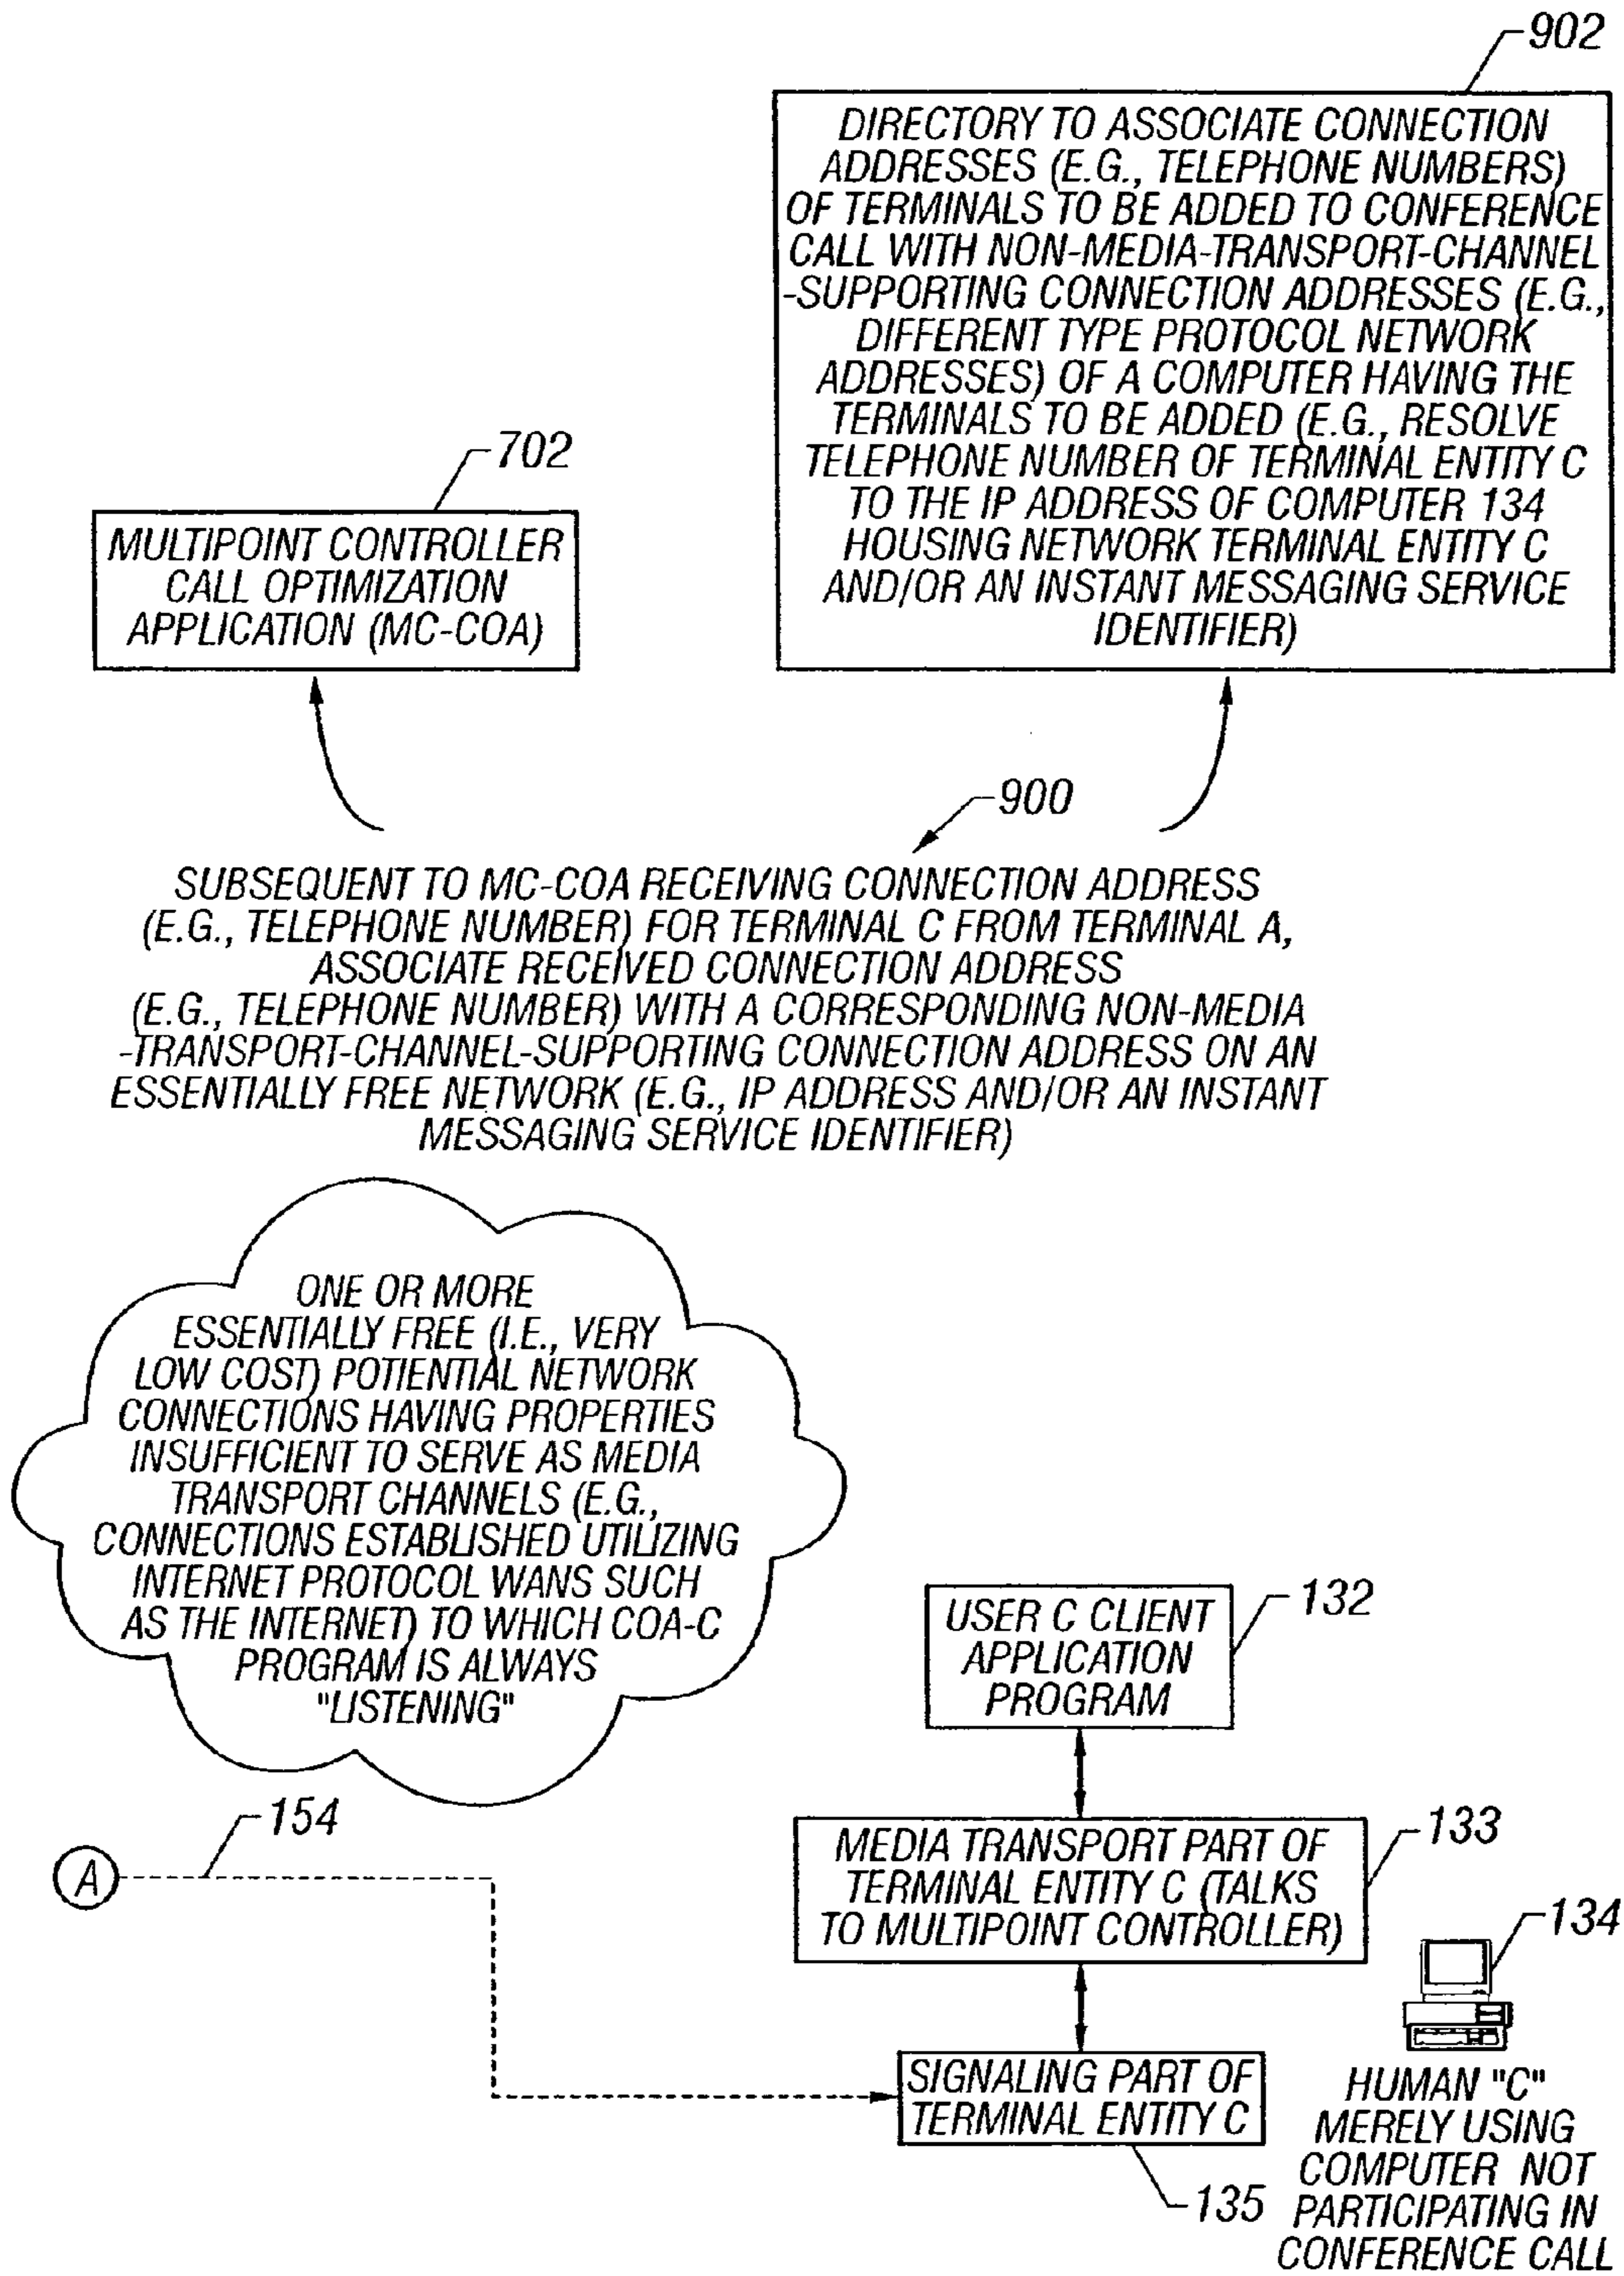 902
DIRECTORY TO ASSOCIATE CONNECTION
ADDRESSES (E.G., TELEPHONE NUMBERS)
OF TERMINALS TO BE ADDED TO CONFERENCE
CALL WITH NON-MEDIA-TRANSPORT-CHANNEL
-SUPPORTING CONNECTION ADDRESSES (E.G.,
DIFFERENT TYPE PROTOCOL NETWORK
ADDRESSES) OF A COMPUTER HAVING THE
TERMINALS TO BE ADDED (E.G., RESOLVE
TELEPHONE NUMBER OF TERMINAL ENTITY C
TO THE IP ADDRESS OF COMPUTER 134
HOUSING NETWORK TERMINAL ENTITY C
AND/OR AN INSTANT MESSAGING SERVICE
IDENTIFIER)
702
MULTIPOINT CONTROLLER
CALL OPTIMIZATION
APPLICATION (MC-COA)
900
SUBSEQUENT TO MC-COA RECEIVING CONNECTION ADDRESS
(E.G., TELEPHONE NUMBER) FOR TERMINAL C FROM TERMINAL A,
ASSOCIATE RECEIVED CONNECTION ADDRESS
(E.G., TELEPHONE NUMBER) WITH A CORRESPONDING NON-MEDIA
-TRANSPORT-CHANNEL-SUPPORTING CONNECTION ADDRESS ON AN
ESSENTIALLY FREE NETWORK (E.G., IP ADDRESS AND/OR AN INSTANT
MESSAGING SERVICE IDENTIFIER)
ONE OR MORE
ESSENTIALLY FREE (I.E., VERY
LOW COST) POTIENTIAL NETWORK
CONNECTIONS HAVING PROPERTIES
INSUFFICIENT TO SERVE AS MEDIA
TRANSPORT CHANNELS (E.G.,
CONNECTIONS ESTABLISHED UTILIZING
INTERNET PROTOCOL WANS SUCH
AS THE INTERNET) TO WHICH COA-C
PROGRAM IS ALWAYS
"LISTENING"
132
USER C CLIENT
APPLICATION
PROGRAM
154
A
133
MEDIA TRANSPORT PART OF
TERMINAL ENTITY C (TALKS
TO MULTIPOINT CONTROLLER)
134
SIGNALING PART OF
TERMINAL ENTITY C
135
HUMAN "C"
MERELY USING
COMPUTER NOT
PARTICIPATING IN
CONFERENCE CALL